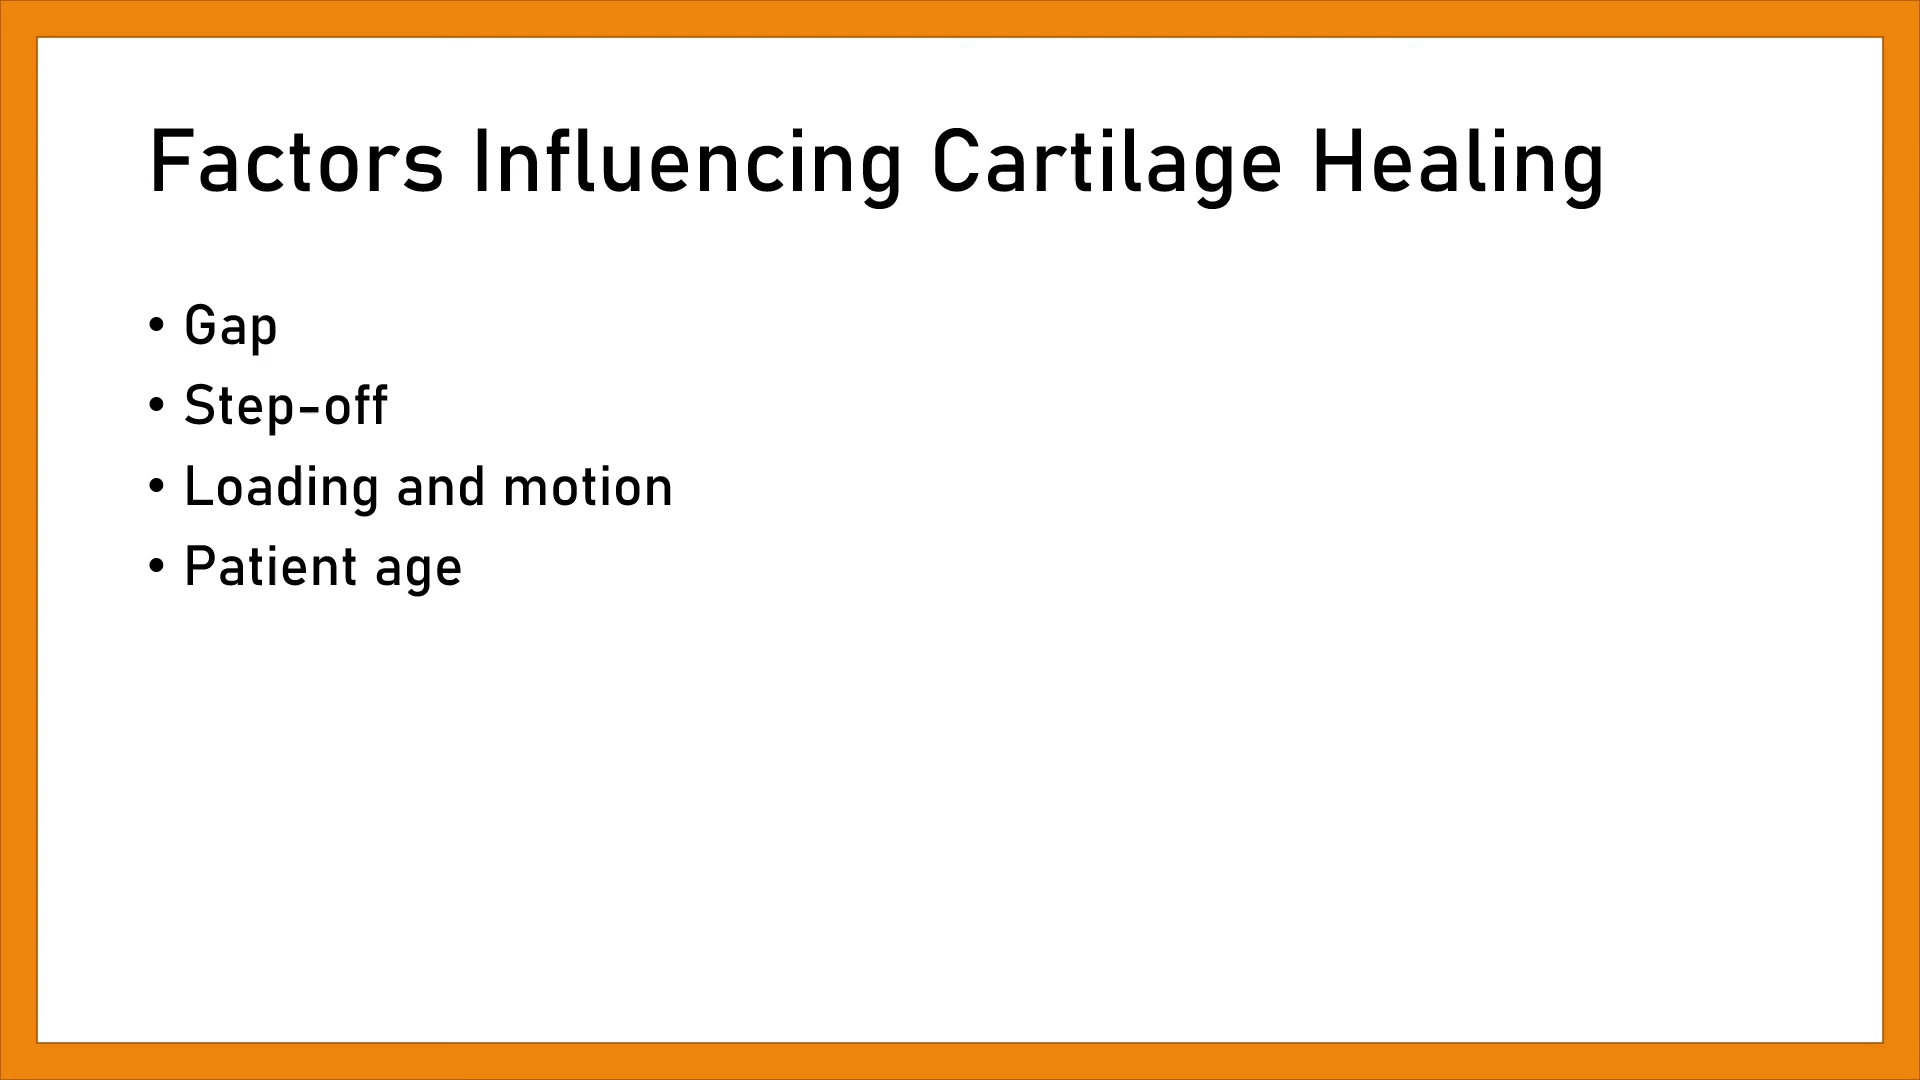 Factors Influencing Cartilage Healing
• Gap
• Step-off
• Loading and motion
• Patient age